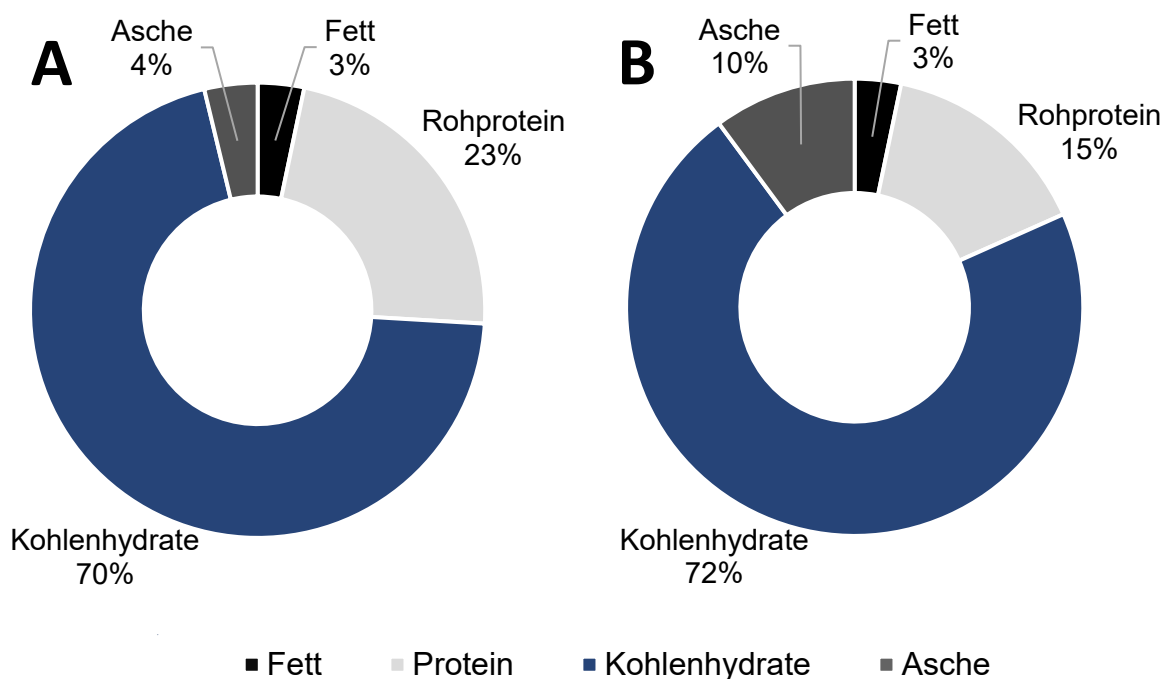 A
Asche
4%
Fett
3%
Rohprotein
23%
Kohlenhydrate
70%
B
Asche
10%
Fett
3%
Rohprotein
15%
Kohlenhydrate
72%
Fett Protein Kohlenhydrate Asche